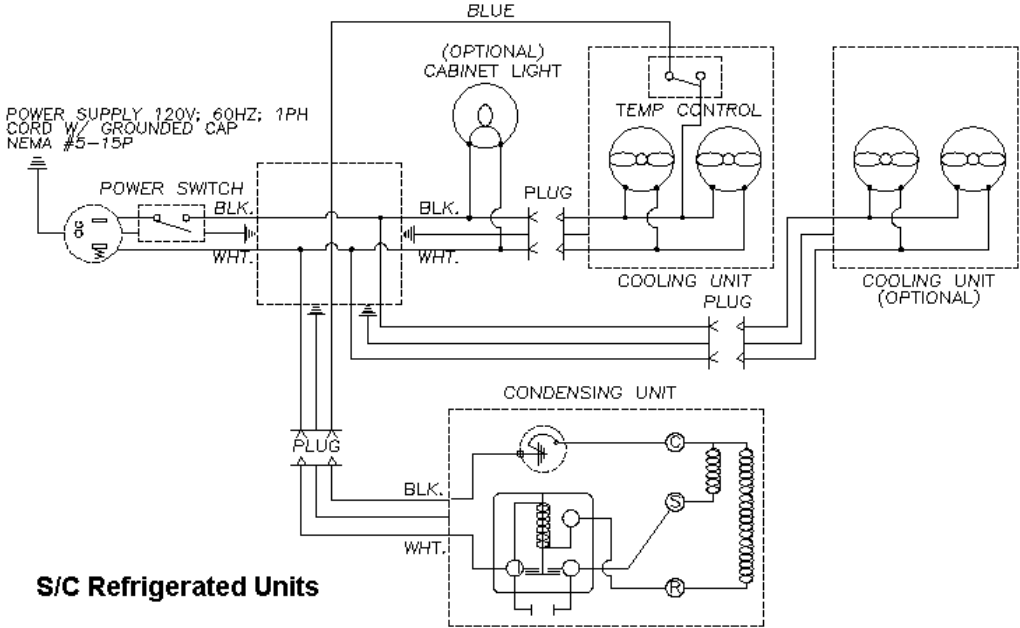 BLUE
(OPTIONAL)
CABINET LIGHT
POWER SUPPLY 120V; 60HZ; 1PH
CORD W/ GROUNDED CAP
NEMA #5-15P
TEMP CONTROL
POWER SWITCH
BLK.
BLK.
PLUG
G
W
WHT.
WHT.
COOLING UNIT
COOLING UNIT
(OPTIONAL)
PLUG
CONDENSING UNIT
PLUG
C
BLK.
S
WHT.
R
S/C Refrigerated Units